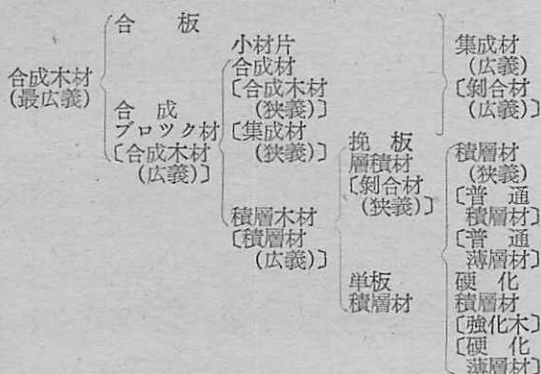 合成木材
(最広義)
合　板
合　成
ブロツク材
〔合成木材
(広義)〕
小材片
合成材
〔合成木材
(狭義)〕
〔集成材
(狭義)〕
積層木材
〔積層材
(広義)〕
挽　板
層積材
〔剝合材
(狭義)〕
単板
積層材
集成材
(広義)
〔剝合材
(広義)〕
積層材
(狭義)
〔普　通
積層材〕
〔普　通
薄層材〕
硬　化
積層材
〔強化木〕
〔硬　化
薄層材〕